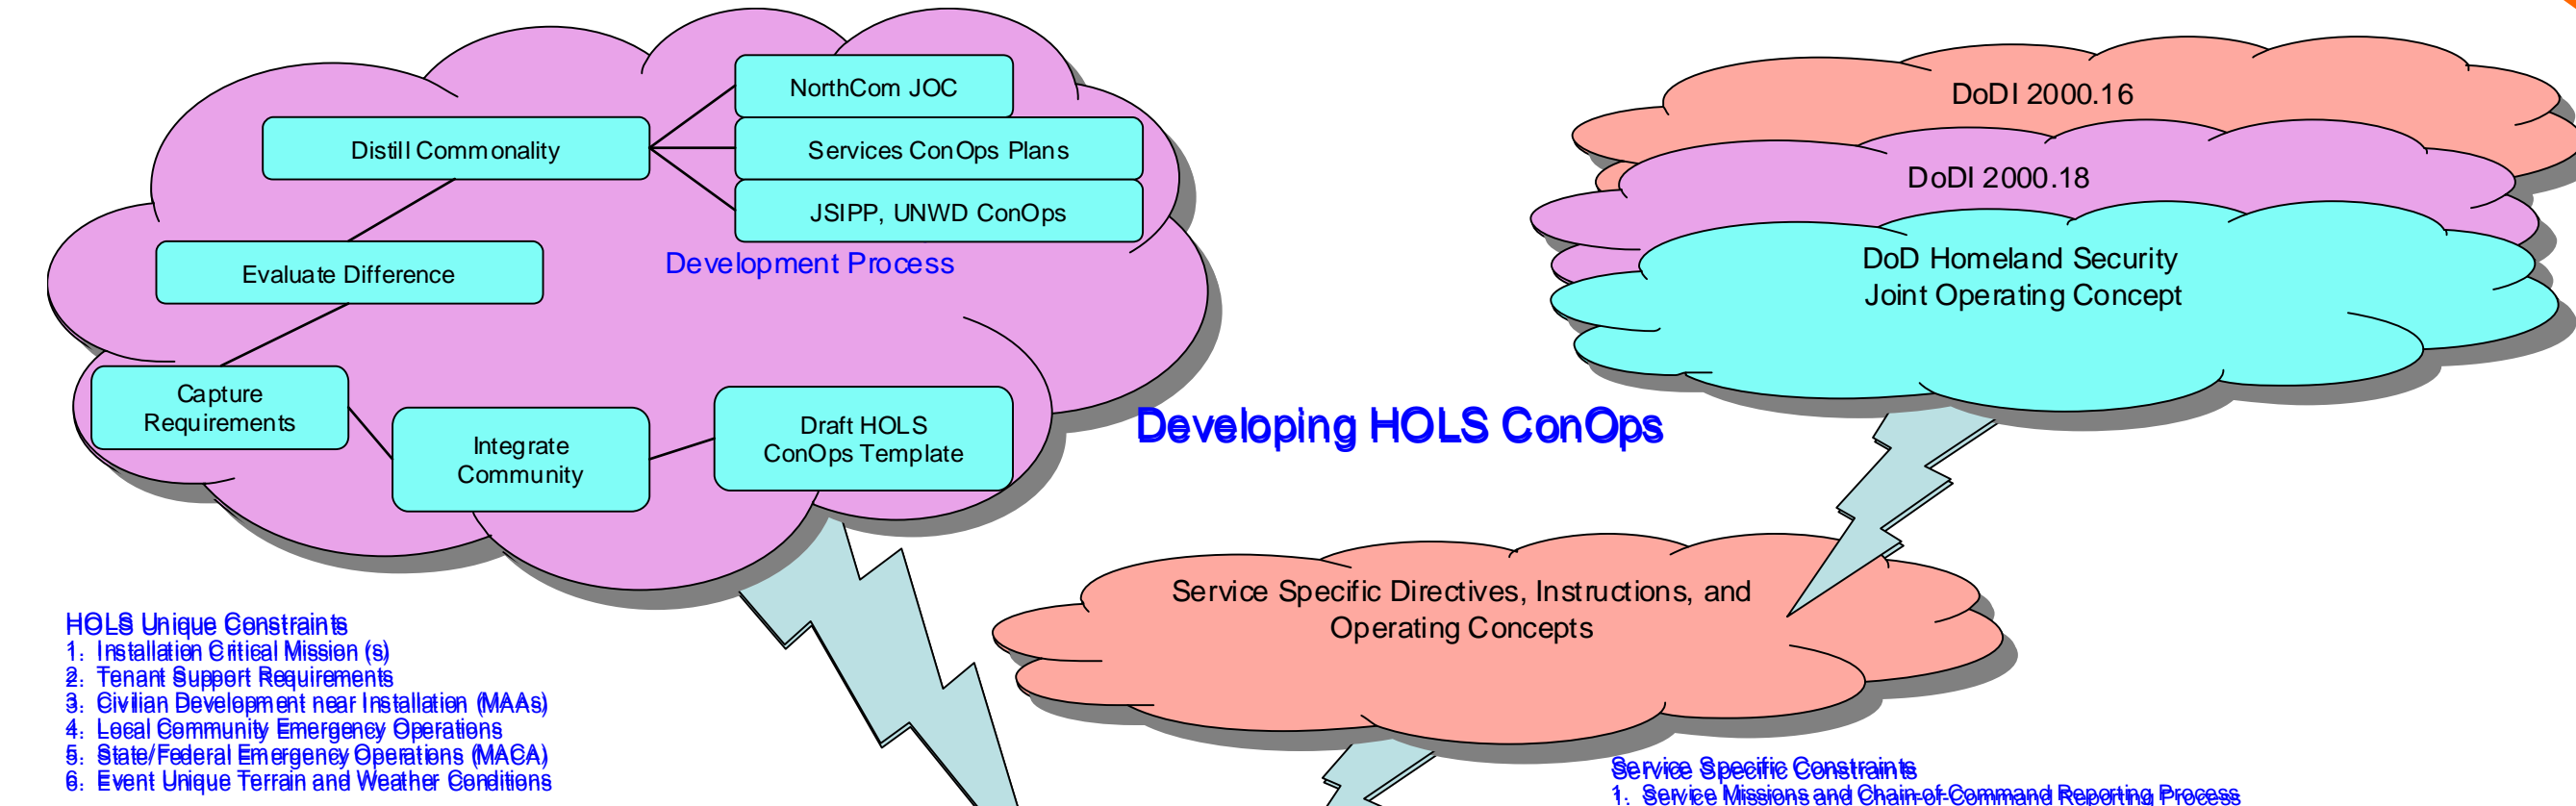 NorthCom JOC
Distill Commonality
Services ConOps Plans
JSIPP, UNWD ConOps
Evaluate Difference
Development Process
Capture
Requirements
Integrate
Community
Draft HOLS
ConOps Template
DoDI 2000.16
DoDI 2000.18
DoD Homeland Security
Joint Operating Concept
Developing HOLS ConOps
Service Specific Directives, Instructions, and
Operating Concepts
HOLS Unique Constraints
1. Installation Critical Mission (s)
2. Tenant Support Requirements
3. Civilian Development near Installation (MAAs)
4. Local Community Emergency Operations
5. State/Federal Emergency Operations (MACA)
6. Event Unique Terrain and Weather Conditions
Service Specific Constraints
1. Service Missions and Chain-of-Command Reporting Process